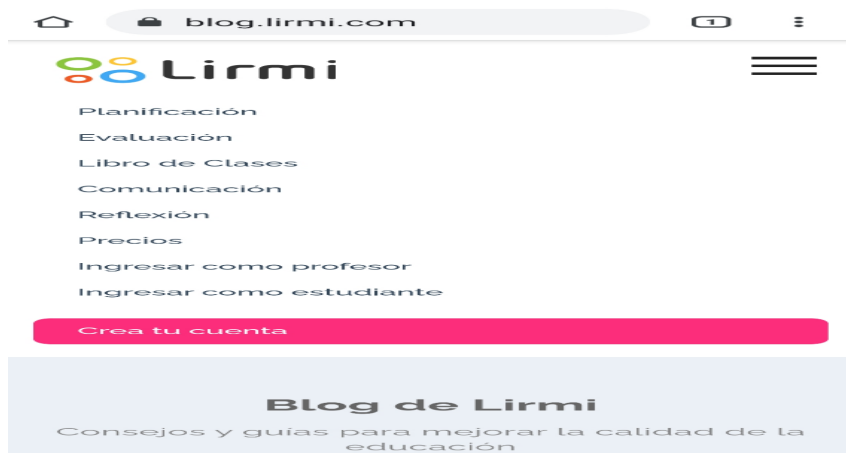 blog.lirmi.com
1
Lirmi
Planificación
Evaluación
Libro de Clases
Comunicación
Reflexión
Precios
Ingresar como profesor
Ingresar como estudiante
Crea tu cuenta
Blog de Lirmi
Consejos y guías para mejorar la calidad de la
educación